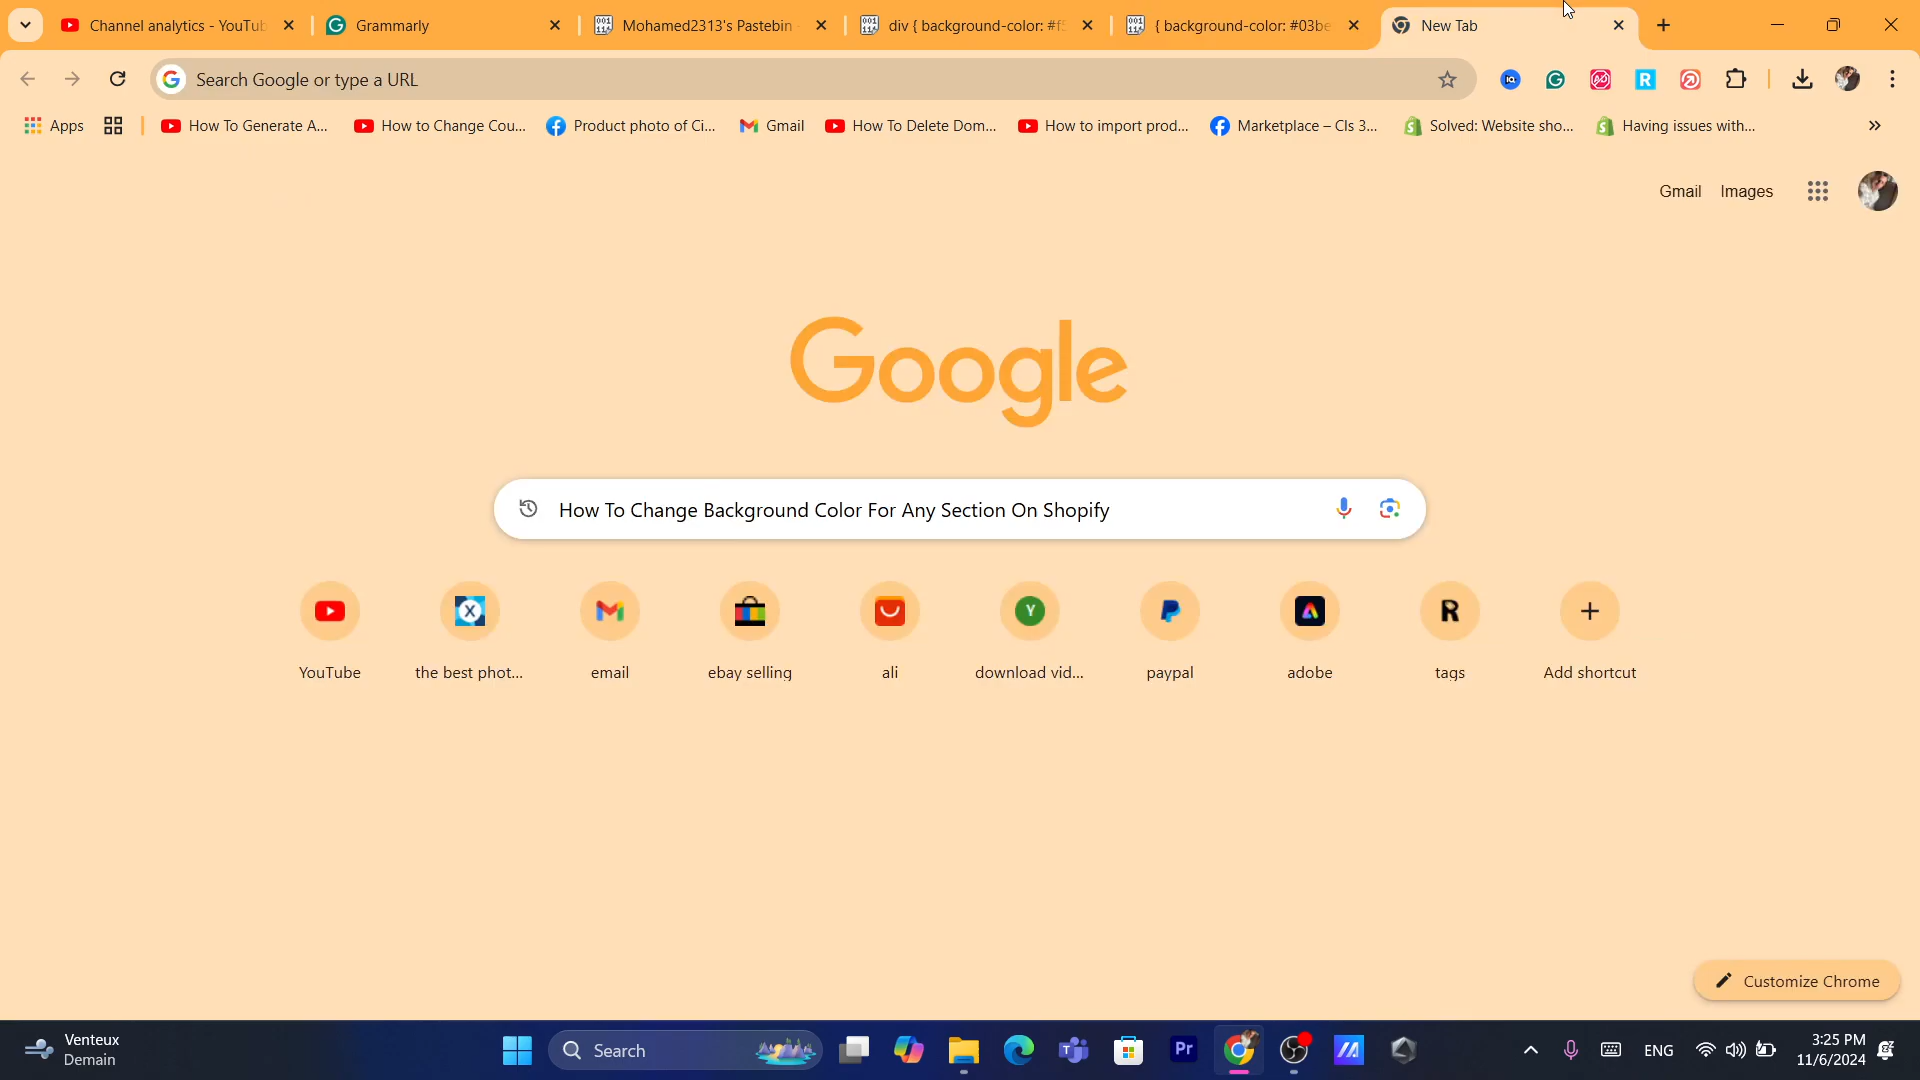 Channel analytics - YouTub
Grammarly
Mohamed2313's Pastebin -
div { background-color: #f5
{ background-color: #03be
New Tab
Search Google or type a URL
Apps
How To Generate A...
How to Change Cou...
Product photo of Ci...
Gmail
How To Delete Dom...
How to import prod...
Marketplace – Cls 3...
Solved: Website sho...
Having issues with...
»
Gmail
Images
Google
How To Change Background Color For Any Section On Shopify
YouTube
the best phot...
email
ebay selling
ali
download vid...
paypal
adobe
tags
Add shortcut
Customize Chrome
Venteux
Demain
Search
ENG
3:25 PM
11/6/2024